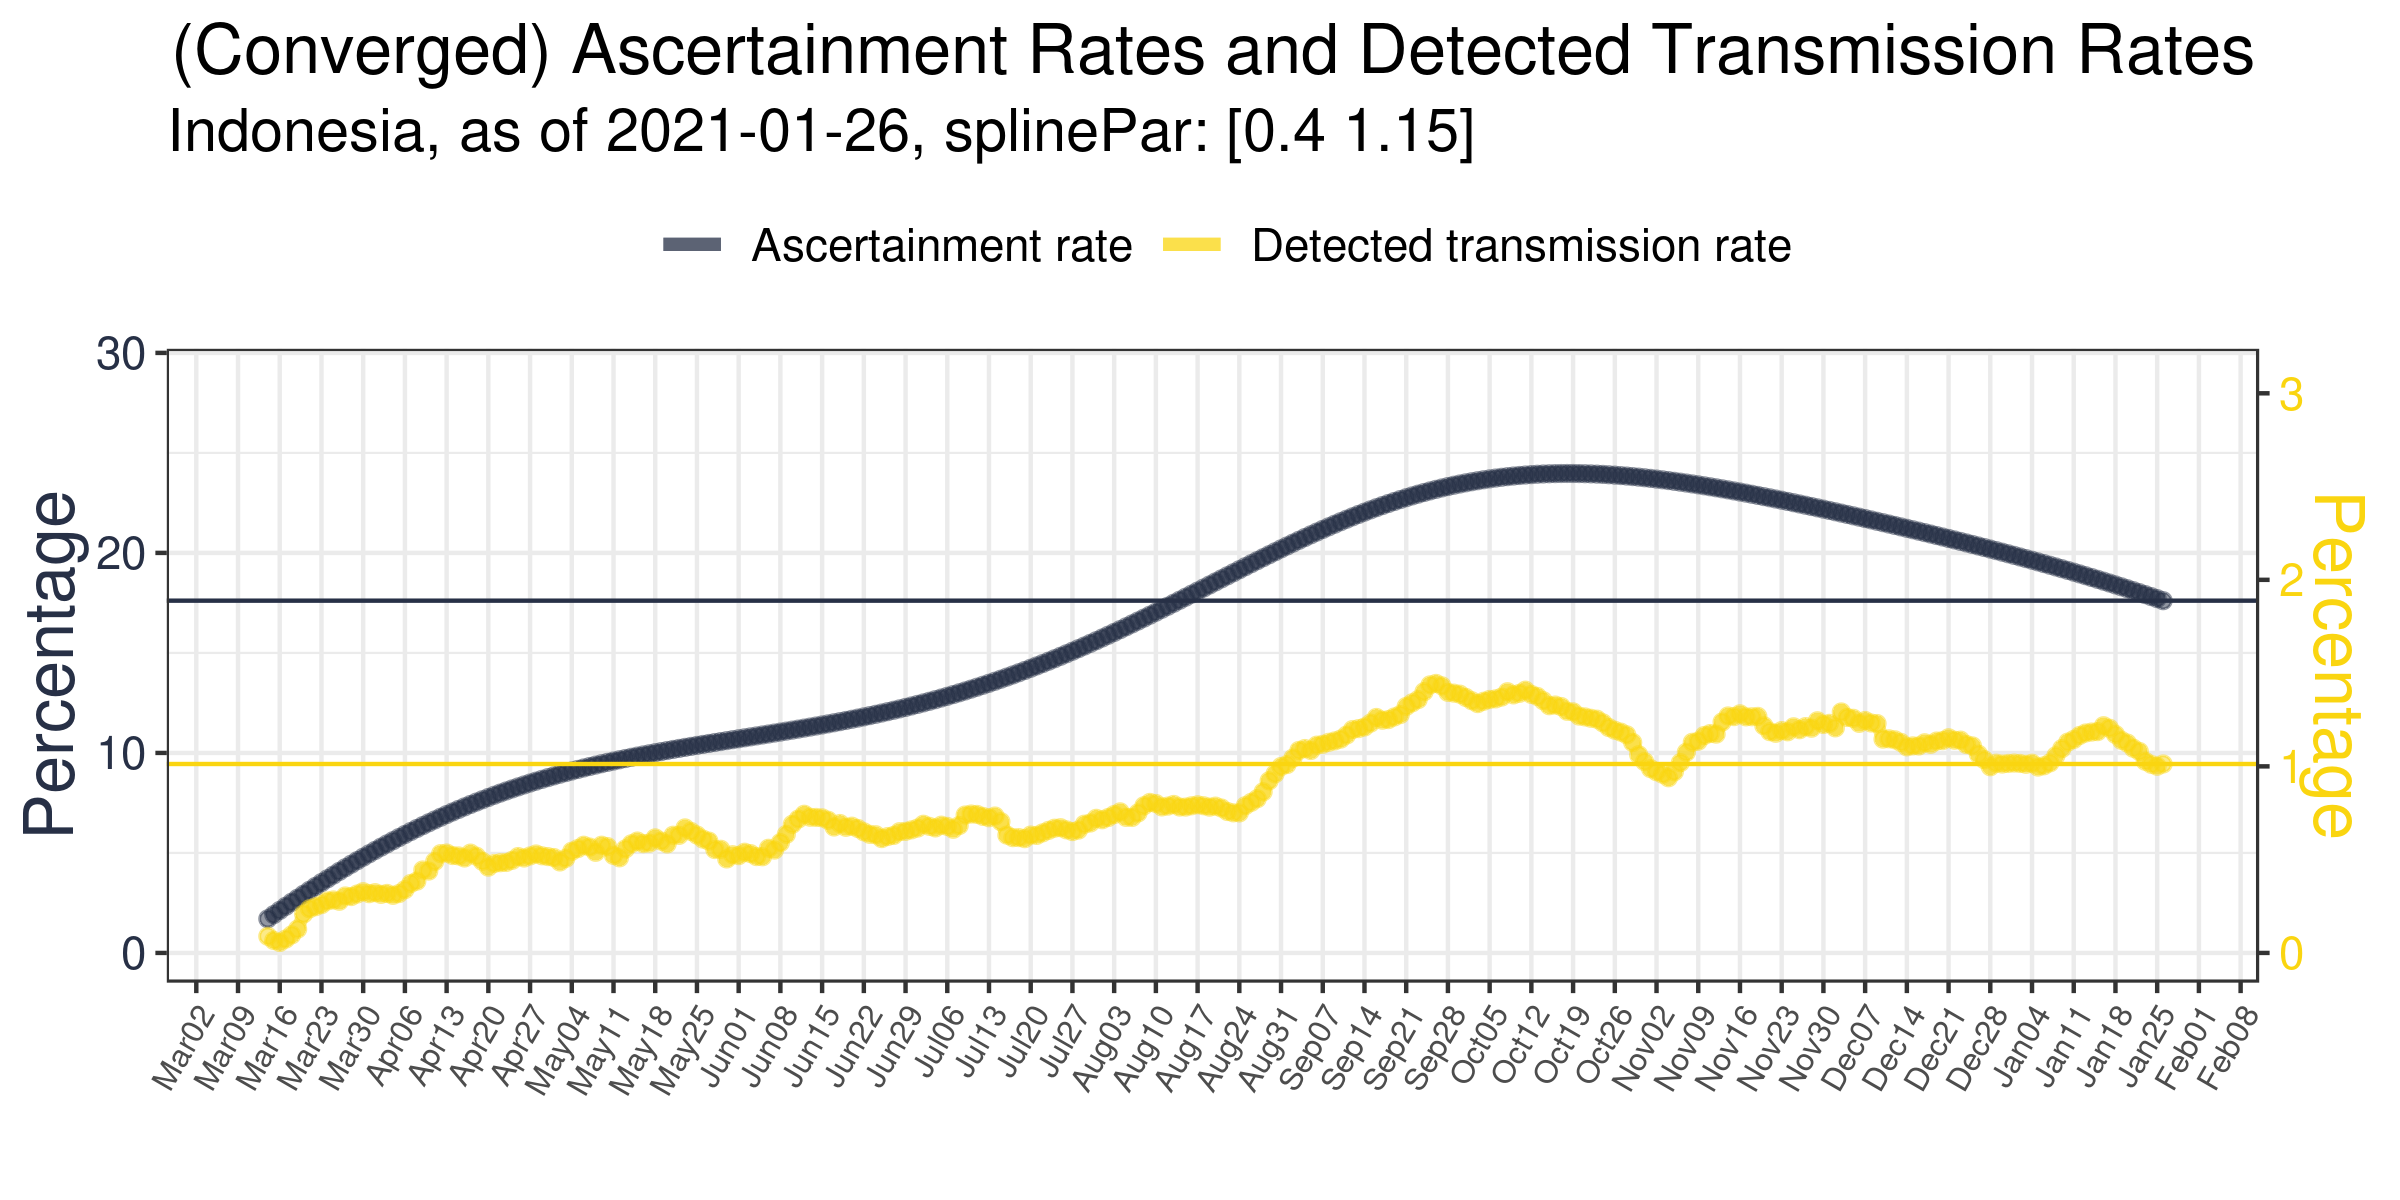 (Converged) Ascertainment Rates and Detected Transmission Rates
Indonesia, as of 2021-01-26, splinePar: [0.4 1.15]
Ascertainment rate
Detected transmission rate
Percentage
30
20
10
0
3
2
1
0
Percentage
Mar02
Mar09
Mar16
Mar23
Mar30
Apr06
Apr13
Apr20
Apr27
May04
May11
May18
May25
Jun01
Jun08
Jun15
Jun22
Jun29
Jul06
Jul13
Jul20
Jul27
Aug03
Aug10
Aug17
Aug24
Aug31
Sep07
Sep14
Sep21
Sep28
Oct05
Oct12
Oct19
Oct26
Nov02
Nov09
Nov16
Nov23
Nov30
Dec07
Dec14
Dec21
Dec28
Jan04
Jan11
Jan18
Jan25
Feb01
Feb08